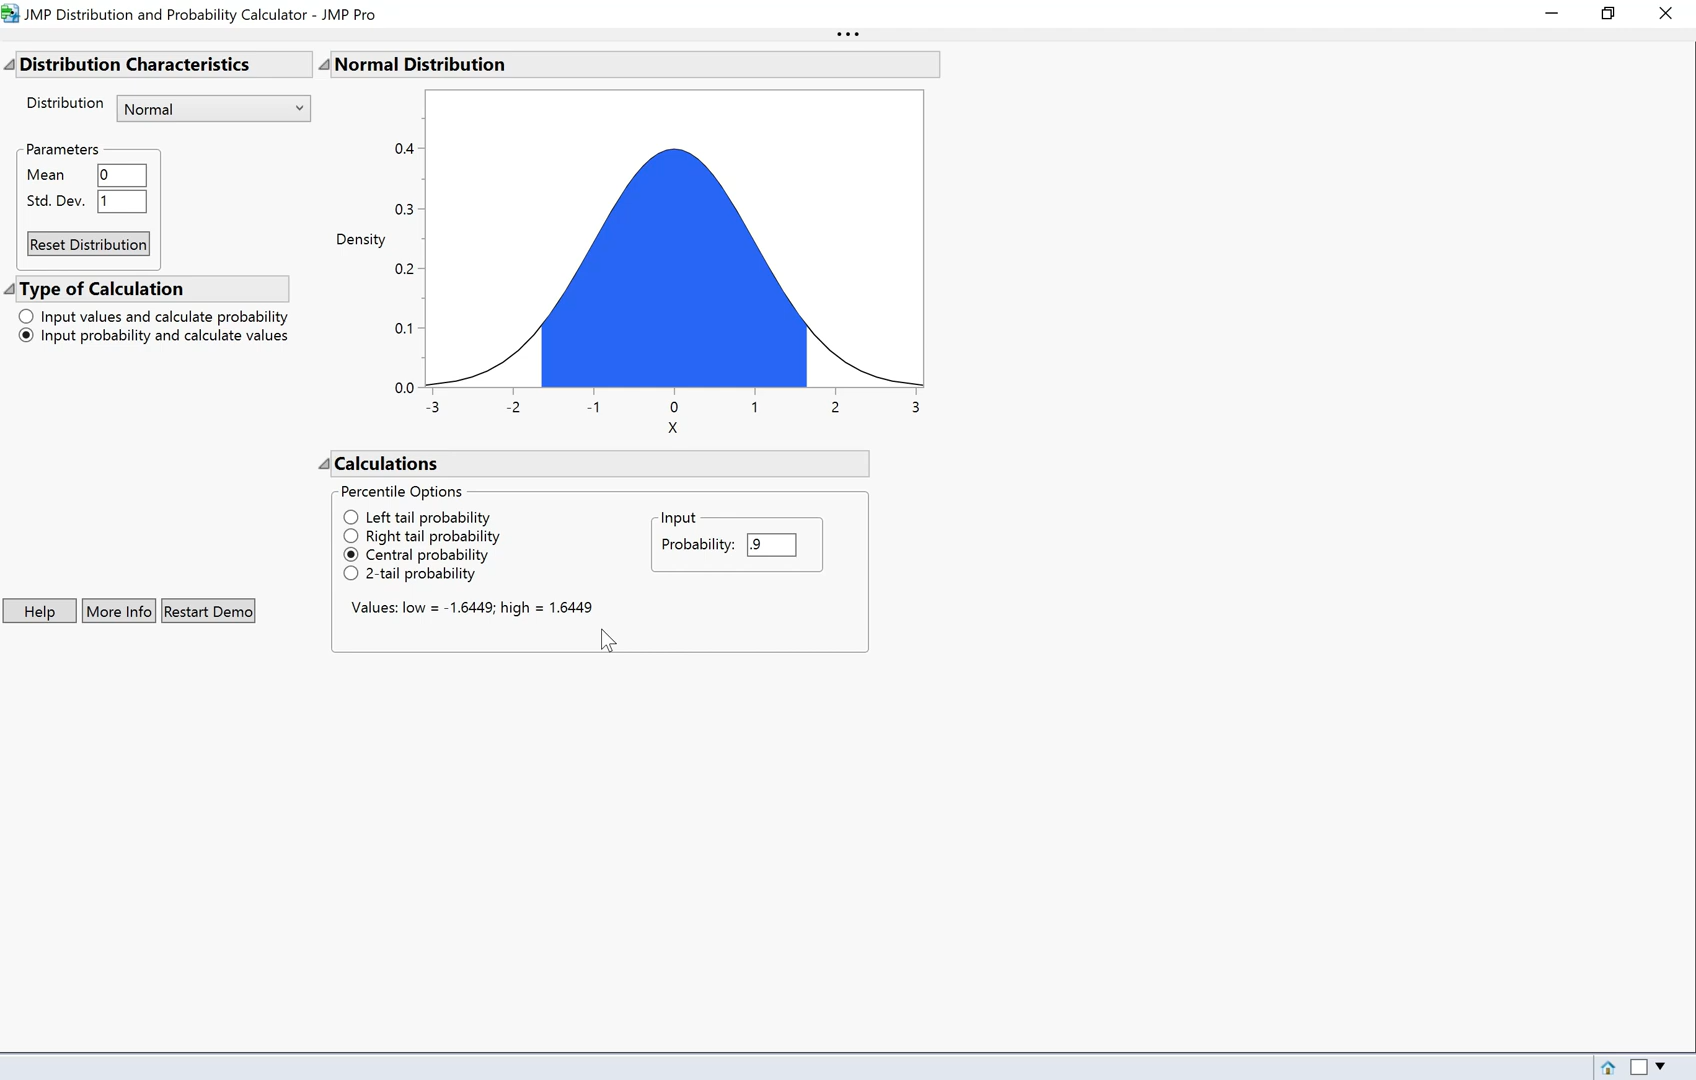 JMP Distribution and Probability Calculator - JMP Pro
Distribution Characteristics
Distribution
Normal
Parameters
Mean 0
Std. Dev. 1
Reset Distribution
Type of Calculation
Input values and calculate probability
Input probability and calculate values
Help More Info Restart Demo
Normal Distribution
Density
0.4
0.3
0.2
0.1
0.0
-3 -2 -1 0 1 2 3
X
Calculations
Percentile Options
Left tail probability
Right tail probability
Central probability
2-tail probability
Input
Probability: .9
Values: low = -1.6449; high = 1.6449